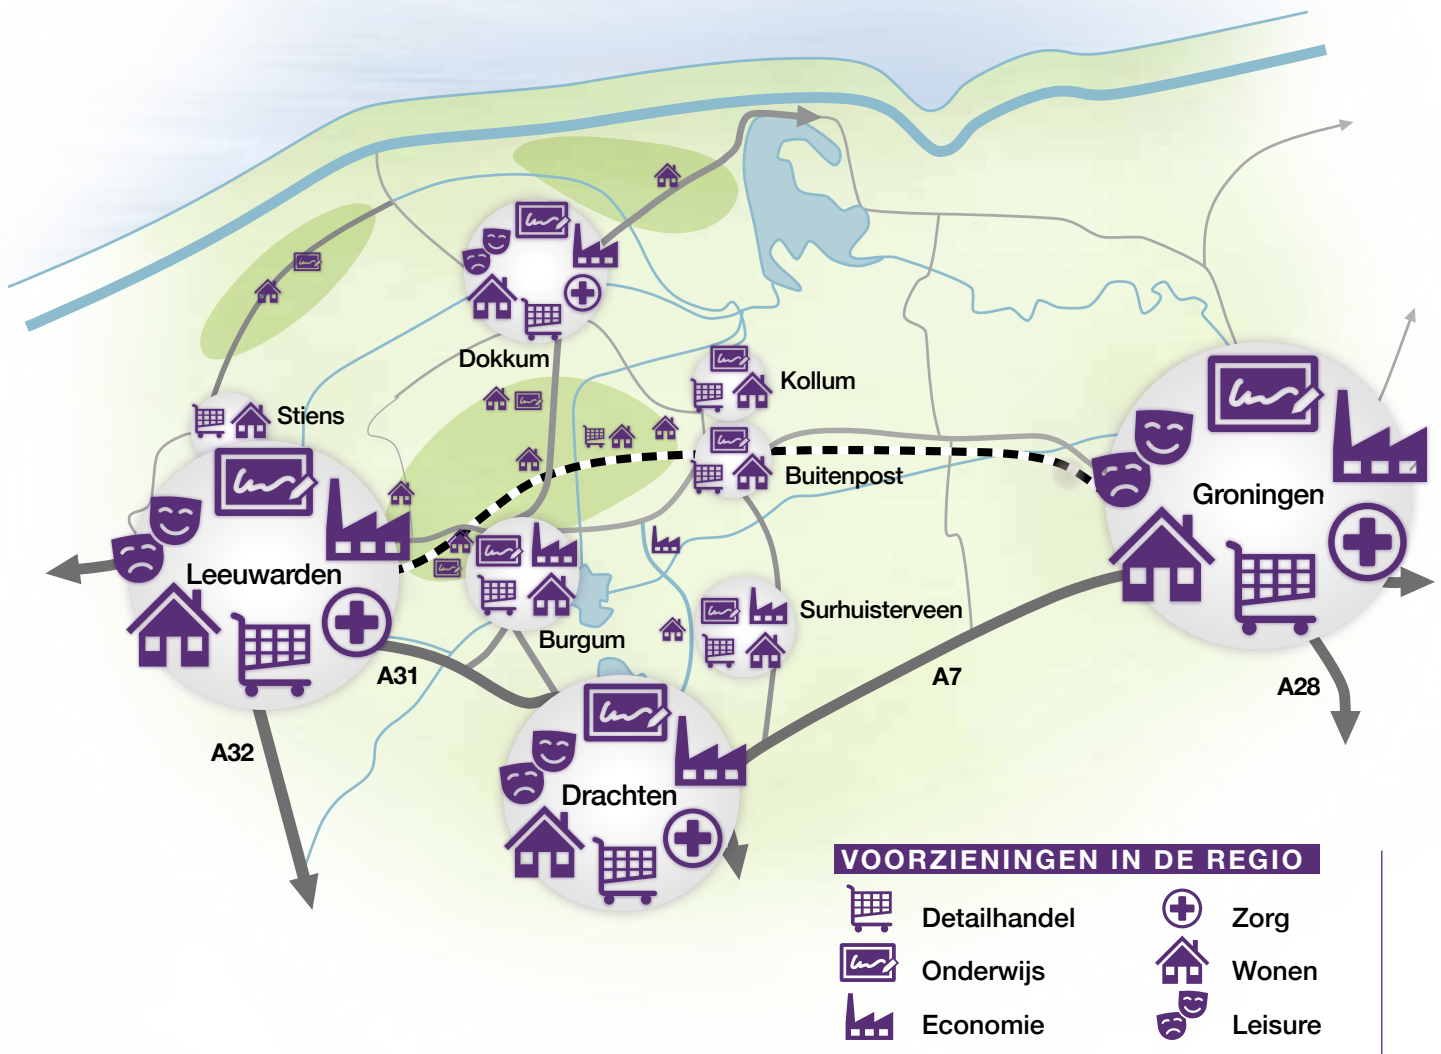 Dokkum
Kollum
Stiens
Buitenpost
Groningen
Leeuwarden
Surhuisterveen
Burgum
A31
A7
A28
A32
Drachten
VOORZIENINGEN IN DE REGIO
Detailhandel
Zorg
Onderwijs
Wonen
Economie
Leisure